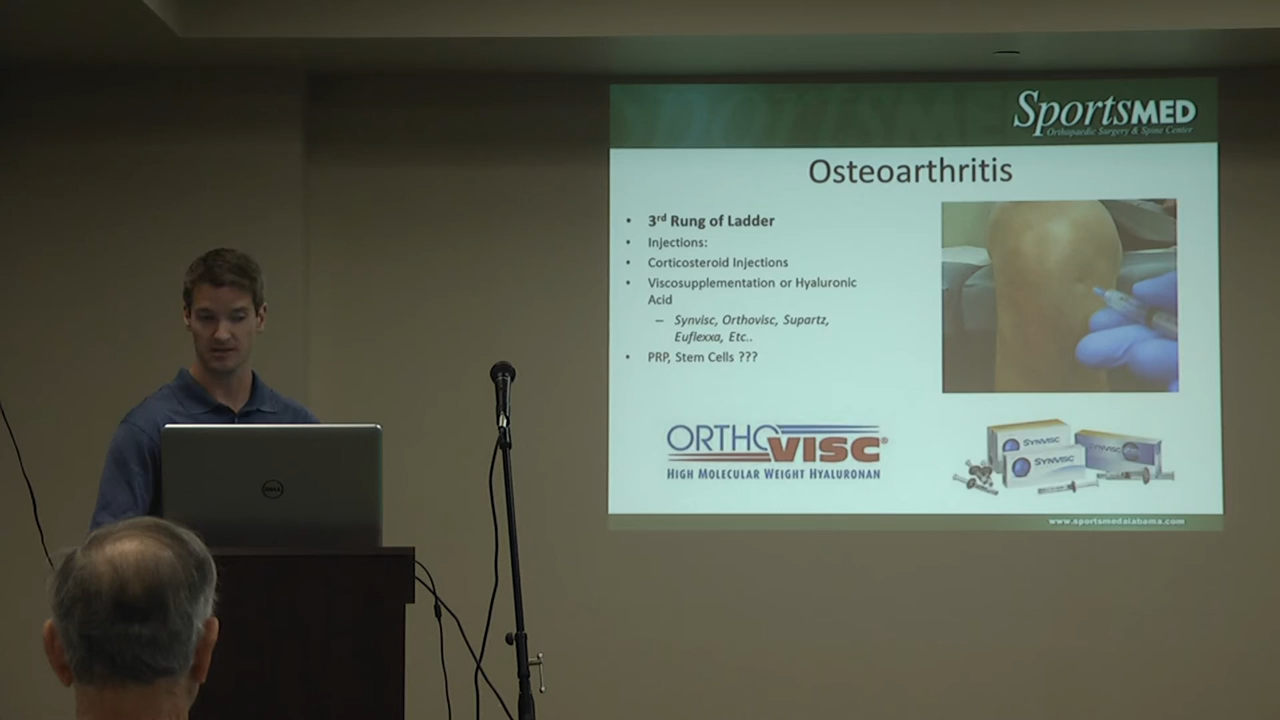 SPORTSMED
Orthopaedic Surgery & Spine Center
Osteoarthritis
• 3rd Rung of Ladder
• Injections:
• Corticosteroid Injections
• Viscosupplementation or Hyaluronic
Acid
– Synvisc, Orthovisc, Supartz,
Euflexxa, Etc..
• PRP, Stem Cells ???
ORTHOVISC®
HIGH MOLECULAR WEIGHT HYALURONAN
SYNVISC
SYNVISC
SYNVISC
www.sportsmedalabama.com
DELL